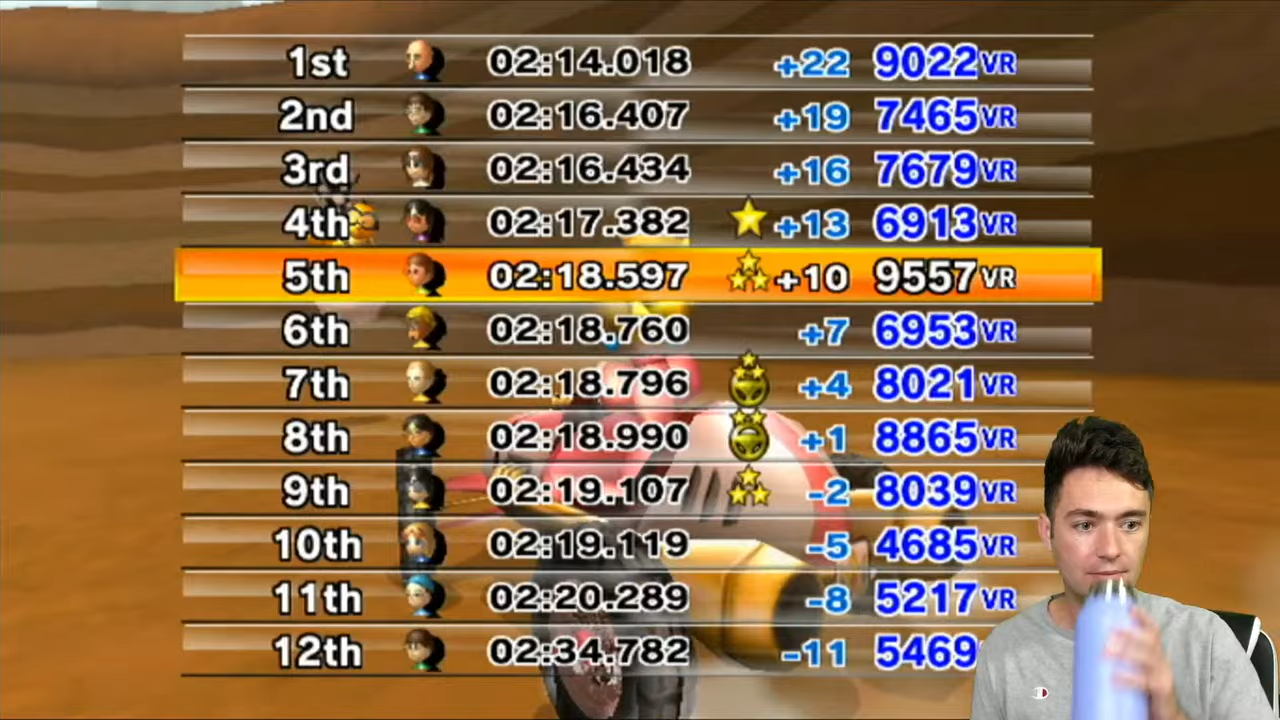 1st 02:14.018 +22 9022VR
2nd 02:16.407 +19 7465VR
3rd 02:16.434 +16 7679VR
4th 02:17.382 +13 6913VR
5th 02:18.597 +10 9557VR
6th 02:18.760 +7 6953VR
7th 02:18.796 +4 8021VR
8th 02:18.990 +1 8865VR
9th 02:19.107 -2 8039VR
10th 02:19.119 -5 4685VR
11th 02:20.289 -8 5217VR
12th 02:34.782 -11 5469